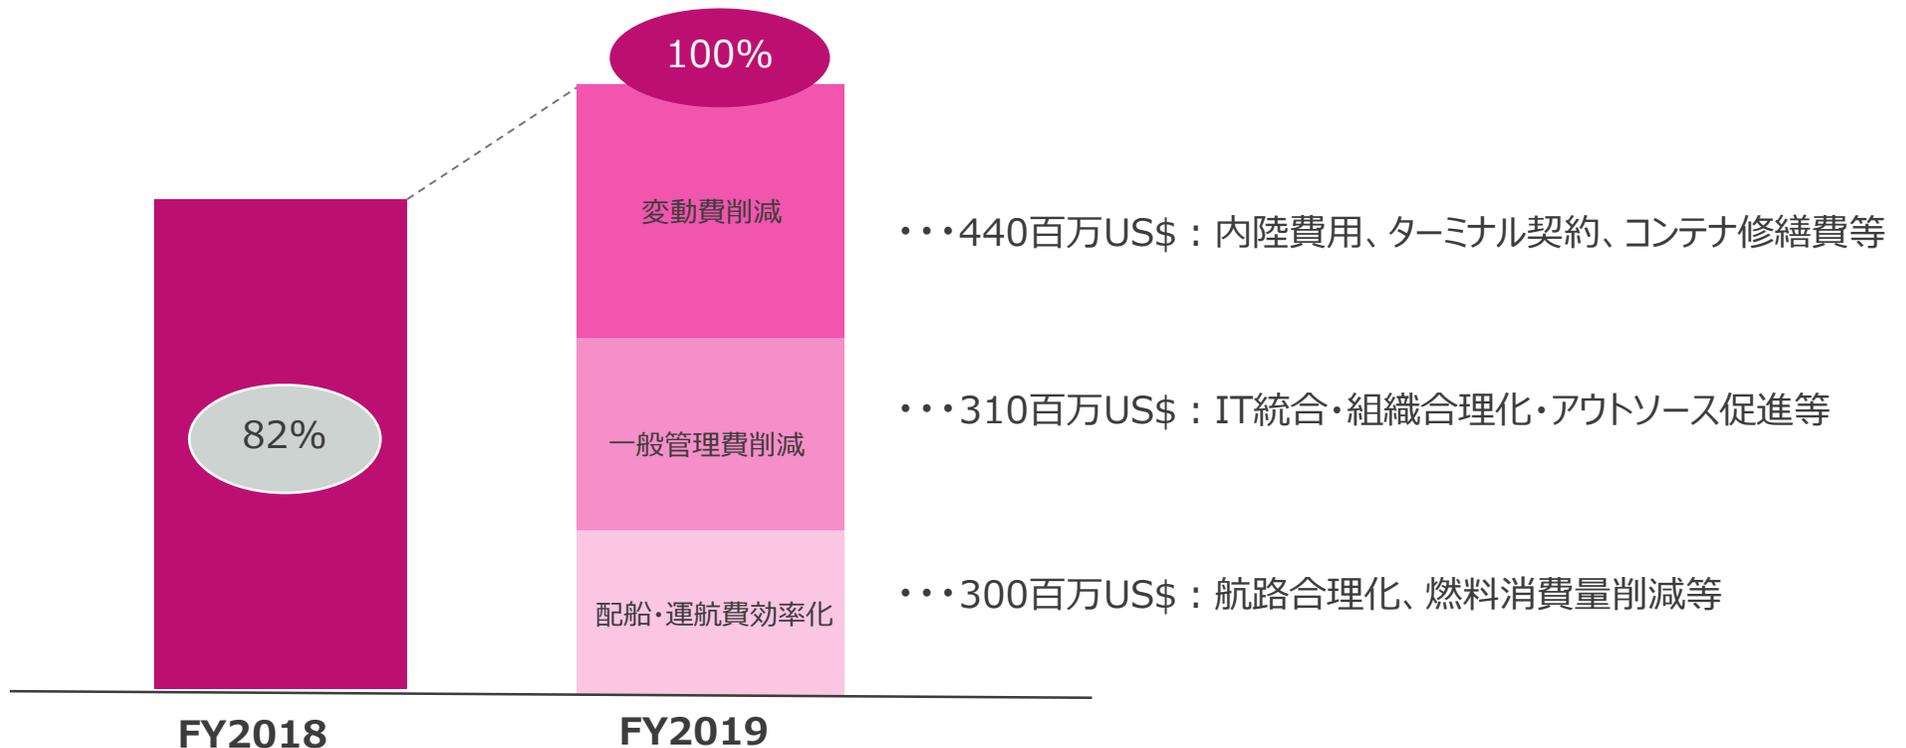 100%
変動費削減
・・・440百万US$：内陸費用、ターミナル契約、コンテナ修繕費等
82%
一般管理費削減
・・・310百万US$：IT統合・組織合理化・アウトソース促進等
配船・運航費効率化
・・・300百万US$：航路合理化、燃料消費量削減等
FY2018
FY2019